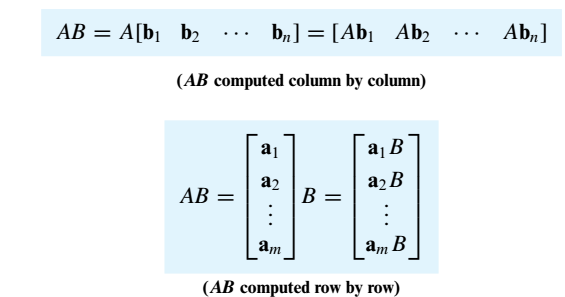 AB = A[b₁ b₂ ··· bₙ] = [Ab₁ Ab₂ ··· Abₙ]
(AB computed column by column)
AB = [a₁ a₂ ⋮ aₘ] B = [a₁B a₂B ⋮ aₘB]
(AB computed row by row)